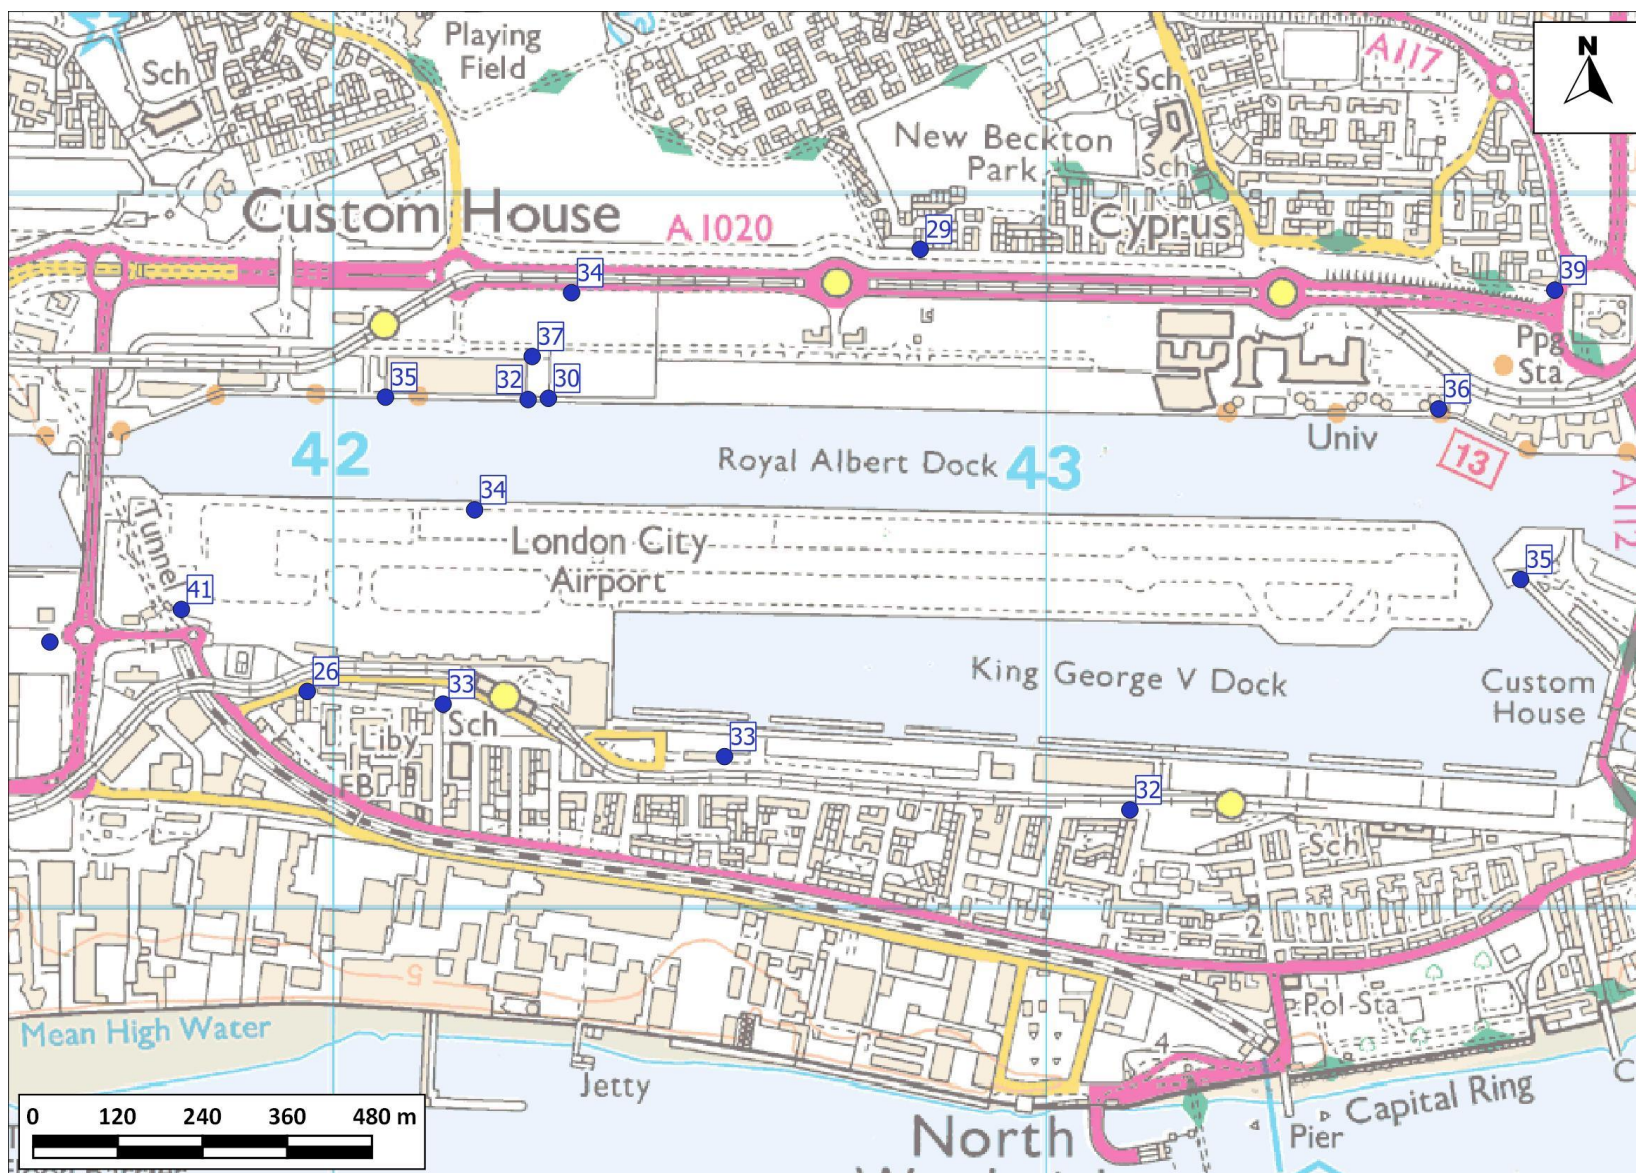 Playing
Field
Sch
A117
N
Sch
New Beckton
Park
Sch
Custom House
A1020
29
Cyprus
34
39
37
35
32
30
Ppg
Sta
36
42
Royal Albert Dock
43
Univ
13
A112
34
Tunnel
London City
Airport
35
41
King George V Dock
Custom
House
26
33
Sch
Liby
33
FB
32
Sch
2
5
Pol Sta
Mean High Water
4
Jetty
Capital Ring
Pier
North
0 120 240 360 480 m